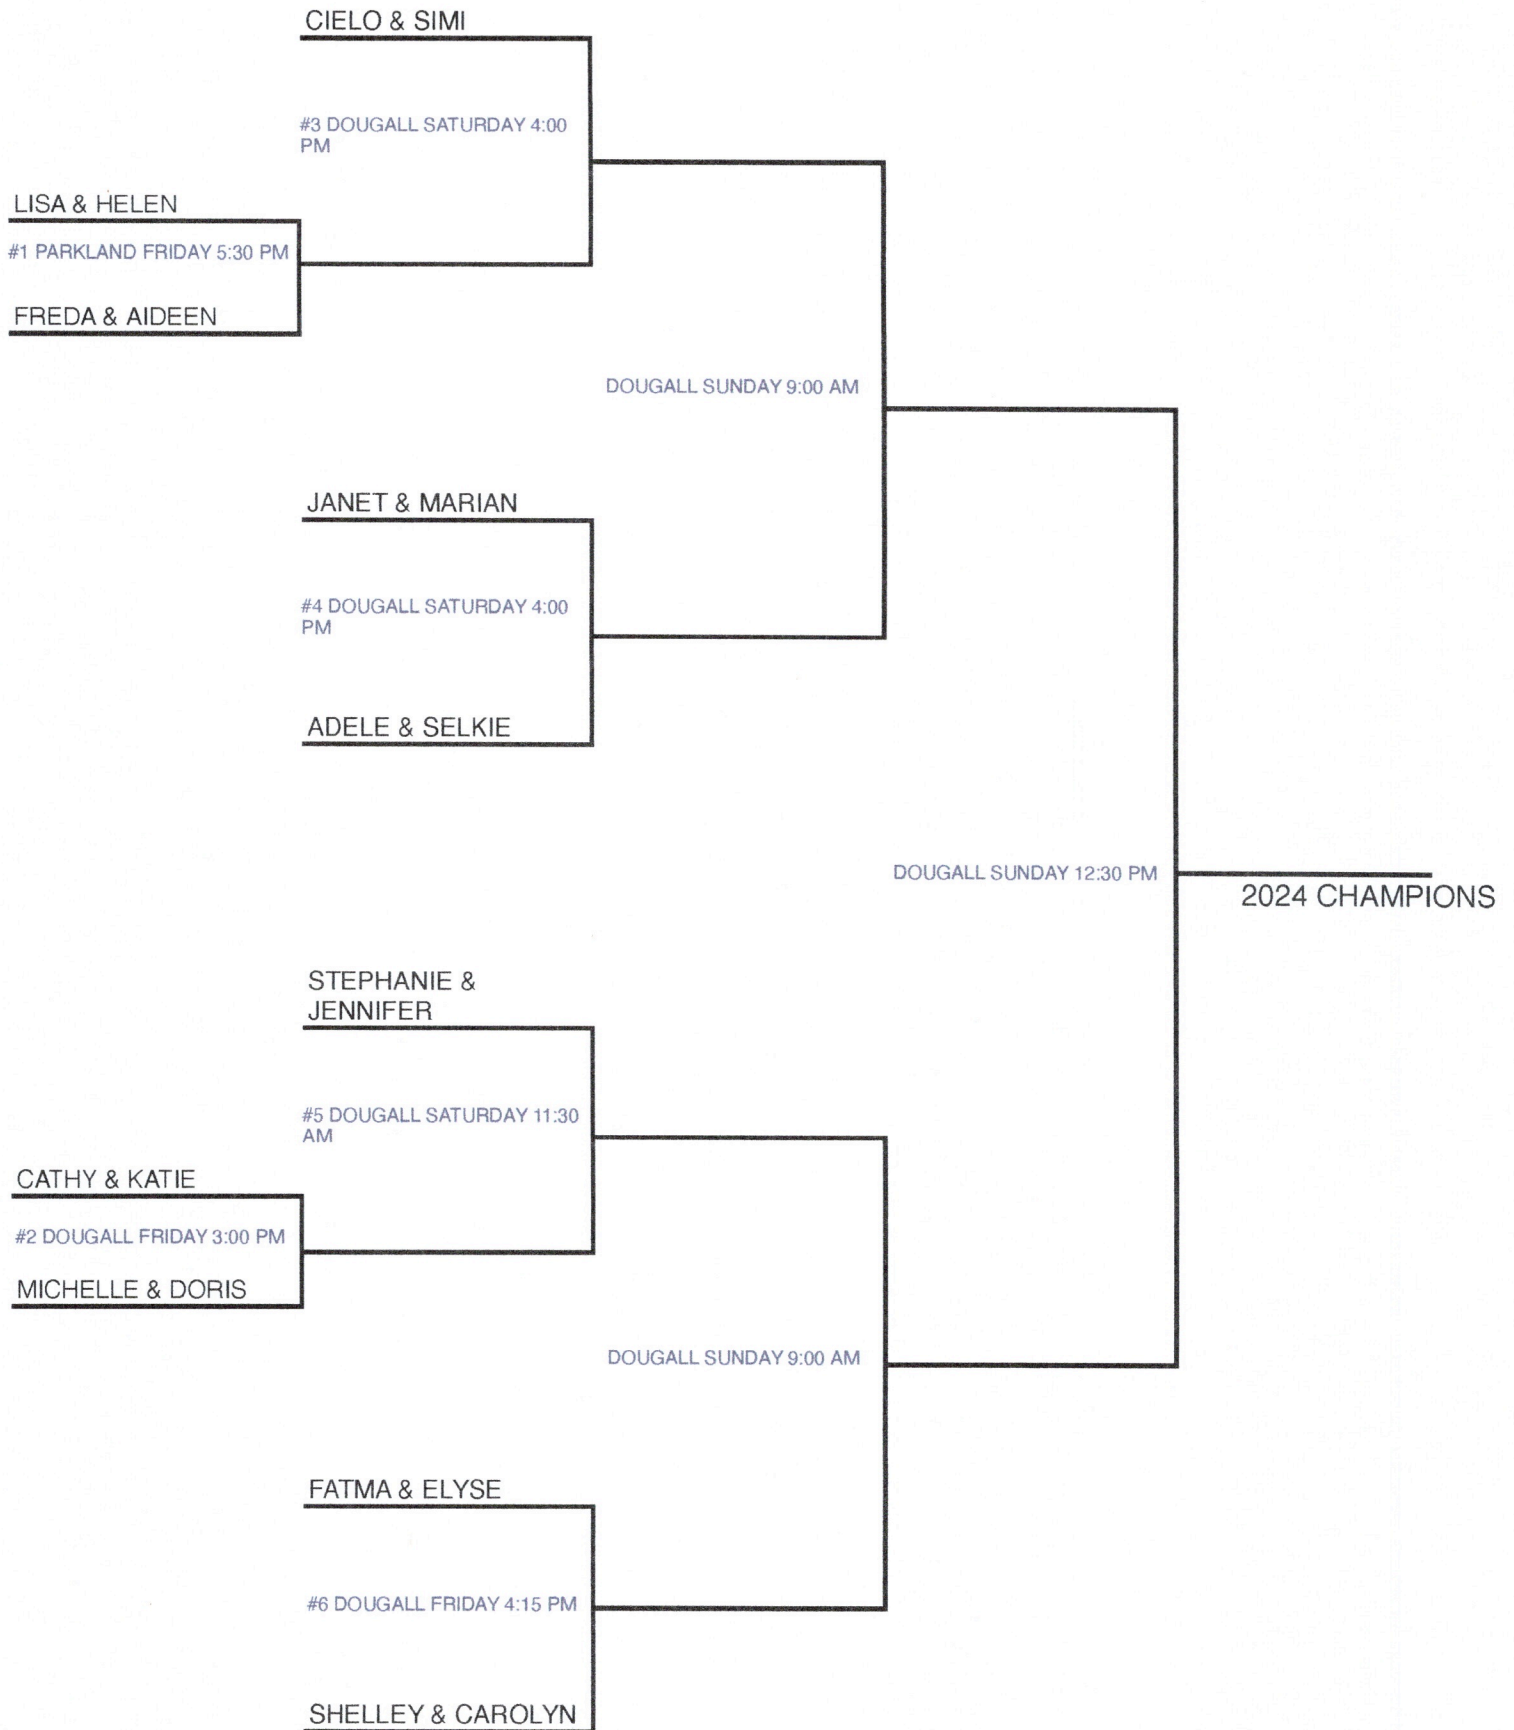 CIELO & SIMI
#3 DOUGALL SATURDAY 4:00
PM
LISA & HELEN
#1 PARKLAND FRIDAY 5:30 PM
FREDA & AIDEEN
DOUGALL SUNDAY 9:00 AM
JANET & MARIAN
#4 DOUGALL SATURDAY 4:00
PM
ADELE & SELKIE
DOUGALL SUNDAY 12:30 PM
2024 CHAMPIONS
STEPHANIE &
JENNIFER
#5 DOUGALL SATURDAY 11:30
AM
CATHY & KATIE
#2 DOUGALL FRIDAY 3:00 PM
MICHELLE & DORIS
DOUGALL SUNDAY 9:00 AM
FATMA & ELYSE
#6 DOUGALL FRIDAY 4:15 PM
SHELLEY & CAROLYN